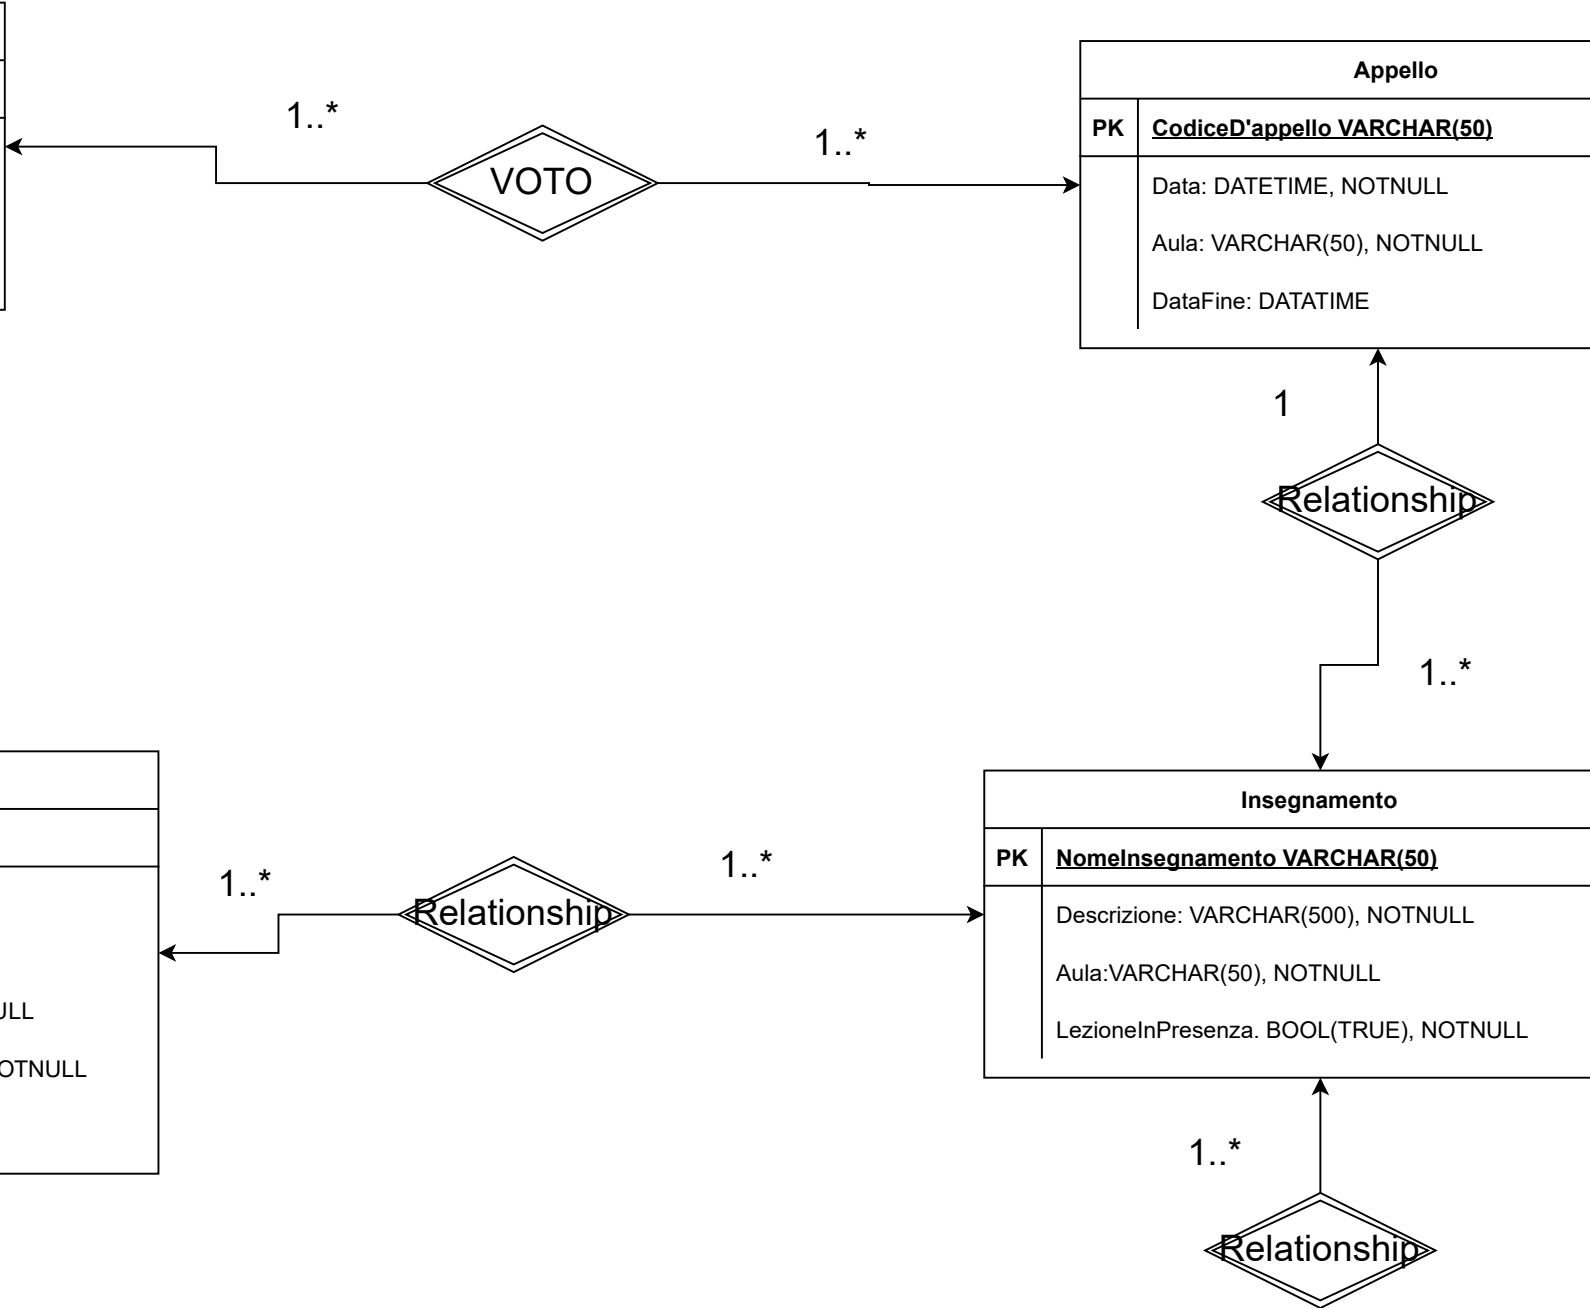 1..*
VOTO
1..*
Appello
PK CodiceD'appello VARCHAR(50)
Data: DATETIME, NOTNULL
Aula: VARCHAR(50), NOTNULL
DataFine: DATATIME
1
Relationship
1..*
1..*
Relationship
1..*
Insegnamento
PK NomeInsegnamento VARCHAR(50)
Descrizione: VARCHAR(500), NOTNULL
Aula:VARCHAR(50), NOTNULL
LezioneInPresenza. BOOL(TRUE), NOTNULL
1..*
Relationship